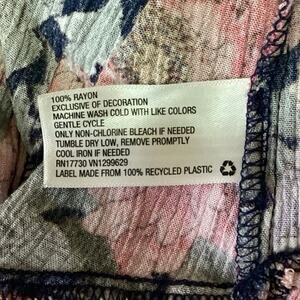 100% RAYON
EXCLUSIVE OF DECORATION
MACHINE WASH COLD WITH LIKE COLORS
GENTLE CYCLE
ONLY NON-CHLORINE BLEACH IF NEEDED
TUMBLE DRY LOW, REMOVE PROMPTLY
COOL IRON IF NEEDED
RN17730 VN1299629
LABEL MADE FROM 100% RECYCLED PLASTIC